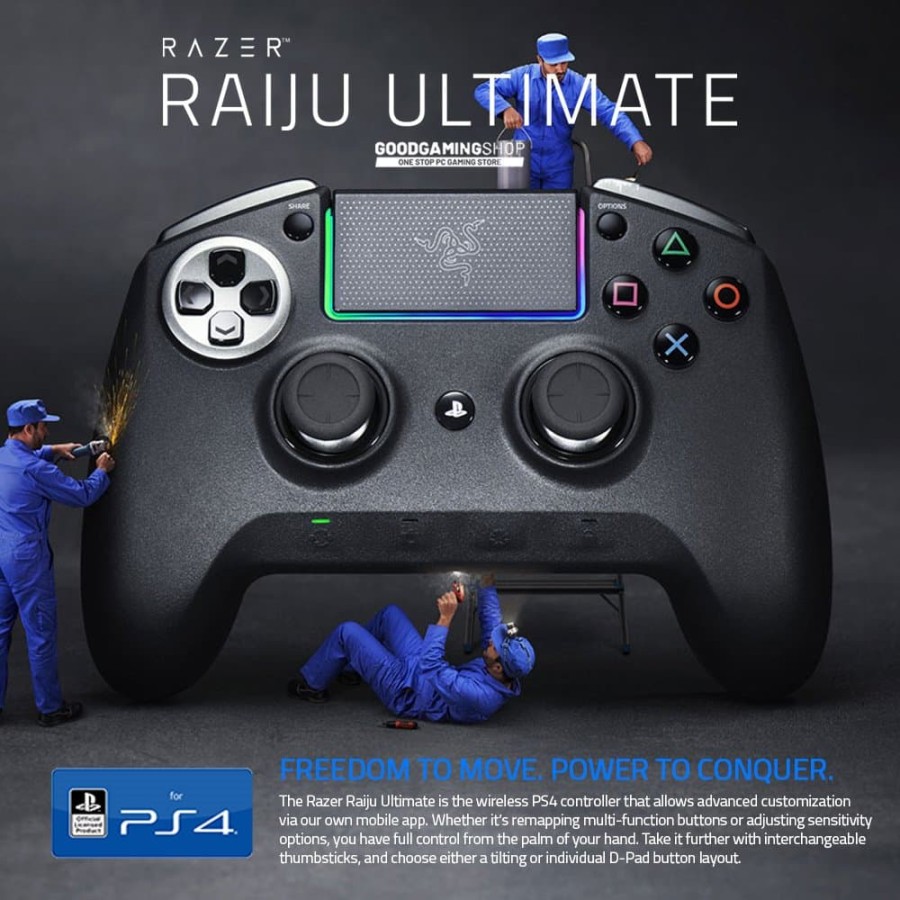 RAZER™
RAIJU ULTIMATE
GOODGAMINGSHOP
ONE STOP PC GAMING STORE
SHARE
OPTIONS
FREEDOM TO MOVE. POWER TO CONQUER.
The Razer Raiju Ultimate is the wireless PS4 controller that allows advanced customization
via our own mobile app. Whether it's remapping multi-function buttons or adjusting sensitivity
options, you have full control from the palm of your hand. Take it further with interchangeable
thumbsticks, and choose either a tilting or individual D-Pad button layout.
Official
Licensed
Product
for
PS4